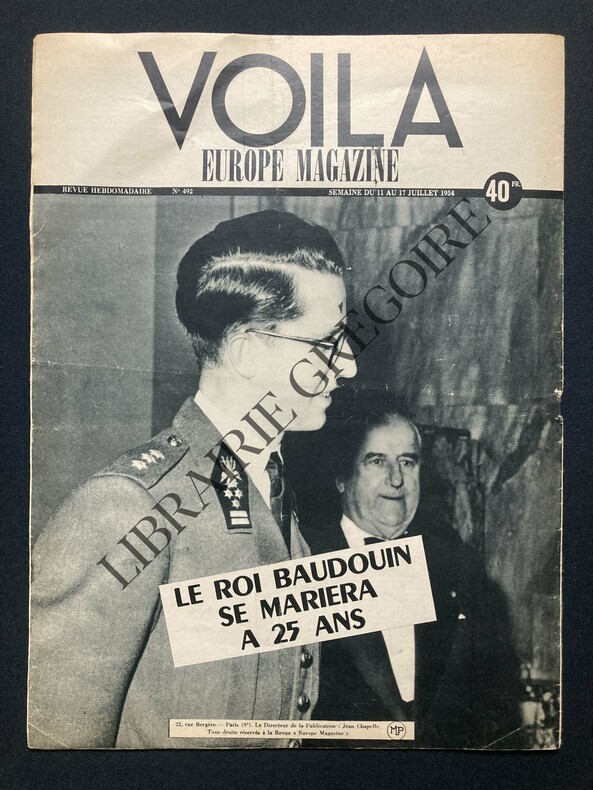 VOILA
EUROPE MAGAZINE
REVUE HEBDOMADAIRE N° 492 SEMAINE DU 11 AU 17 JUILLET 1954 40 FR.
LIBRAIRIE GREGOIRE
LE ROI BAUDOUIN
SE MARIERA
A 25 ANS
22, rue Bergère — Paris (9e). Le Directeur de la Publication : Jean Chapelle.
Tous droits réservés à la Revue « Europe Magazine »
MP